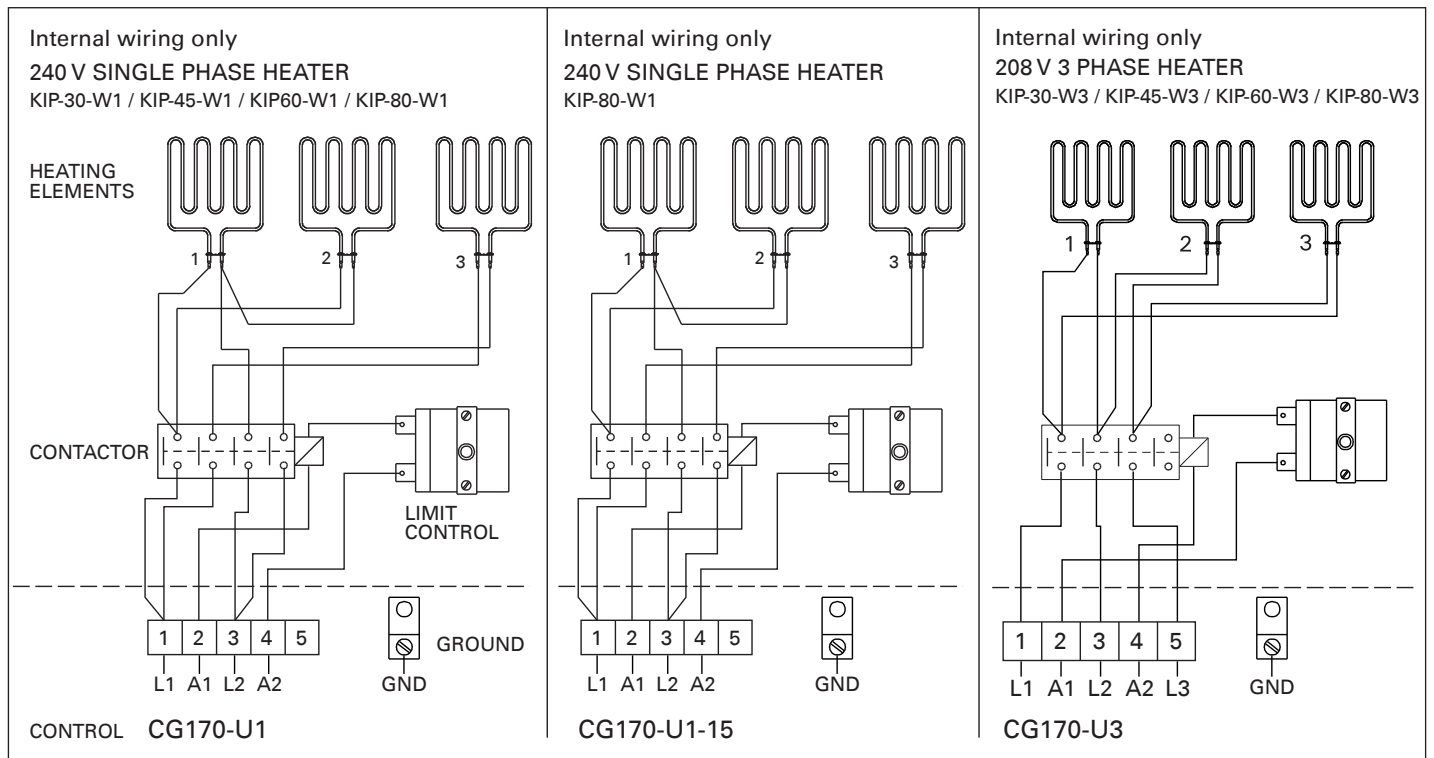 Internal wiring only
240 V SINGLE PHASE HEATER
KIP-30-W1 / KIP-45-W1 / KIP60-W1 / KIP-80-W1
HEATING
ELEMENTS
1
2
3
CONTACTOR
LIMIT
CONTROL
1 2 3 4 5
GROUND
L1 A1 L2 A2
GND
CONTROL CG170-U1
Internal wiring only
240 V SINGLE PHASE HEATER
KIP-80-W1
1
2
3
1 2 3 4 5
L1 A1 L2 A2
GND
CG170-U1-15
Internal wiring only
208 V 3 PHASE HEATER
KIP-30-W3 / KIP-45-W3 / KIP-60-W3 / KIP-80-W3
1
2
3
1 2 3 4 5
L1 A1 L2 A2 L3
GND
CG170-U3